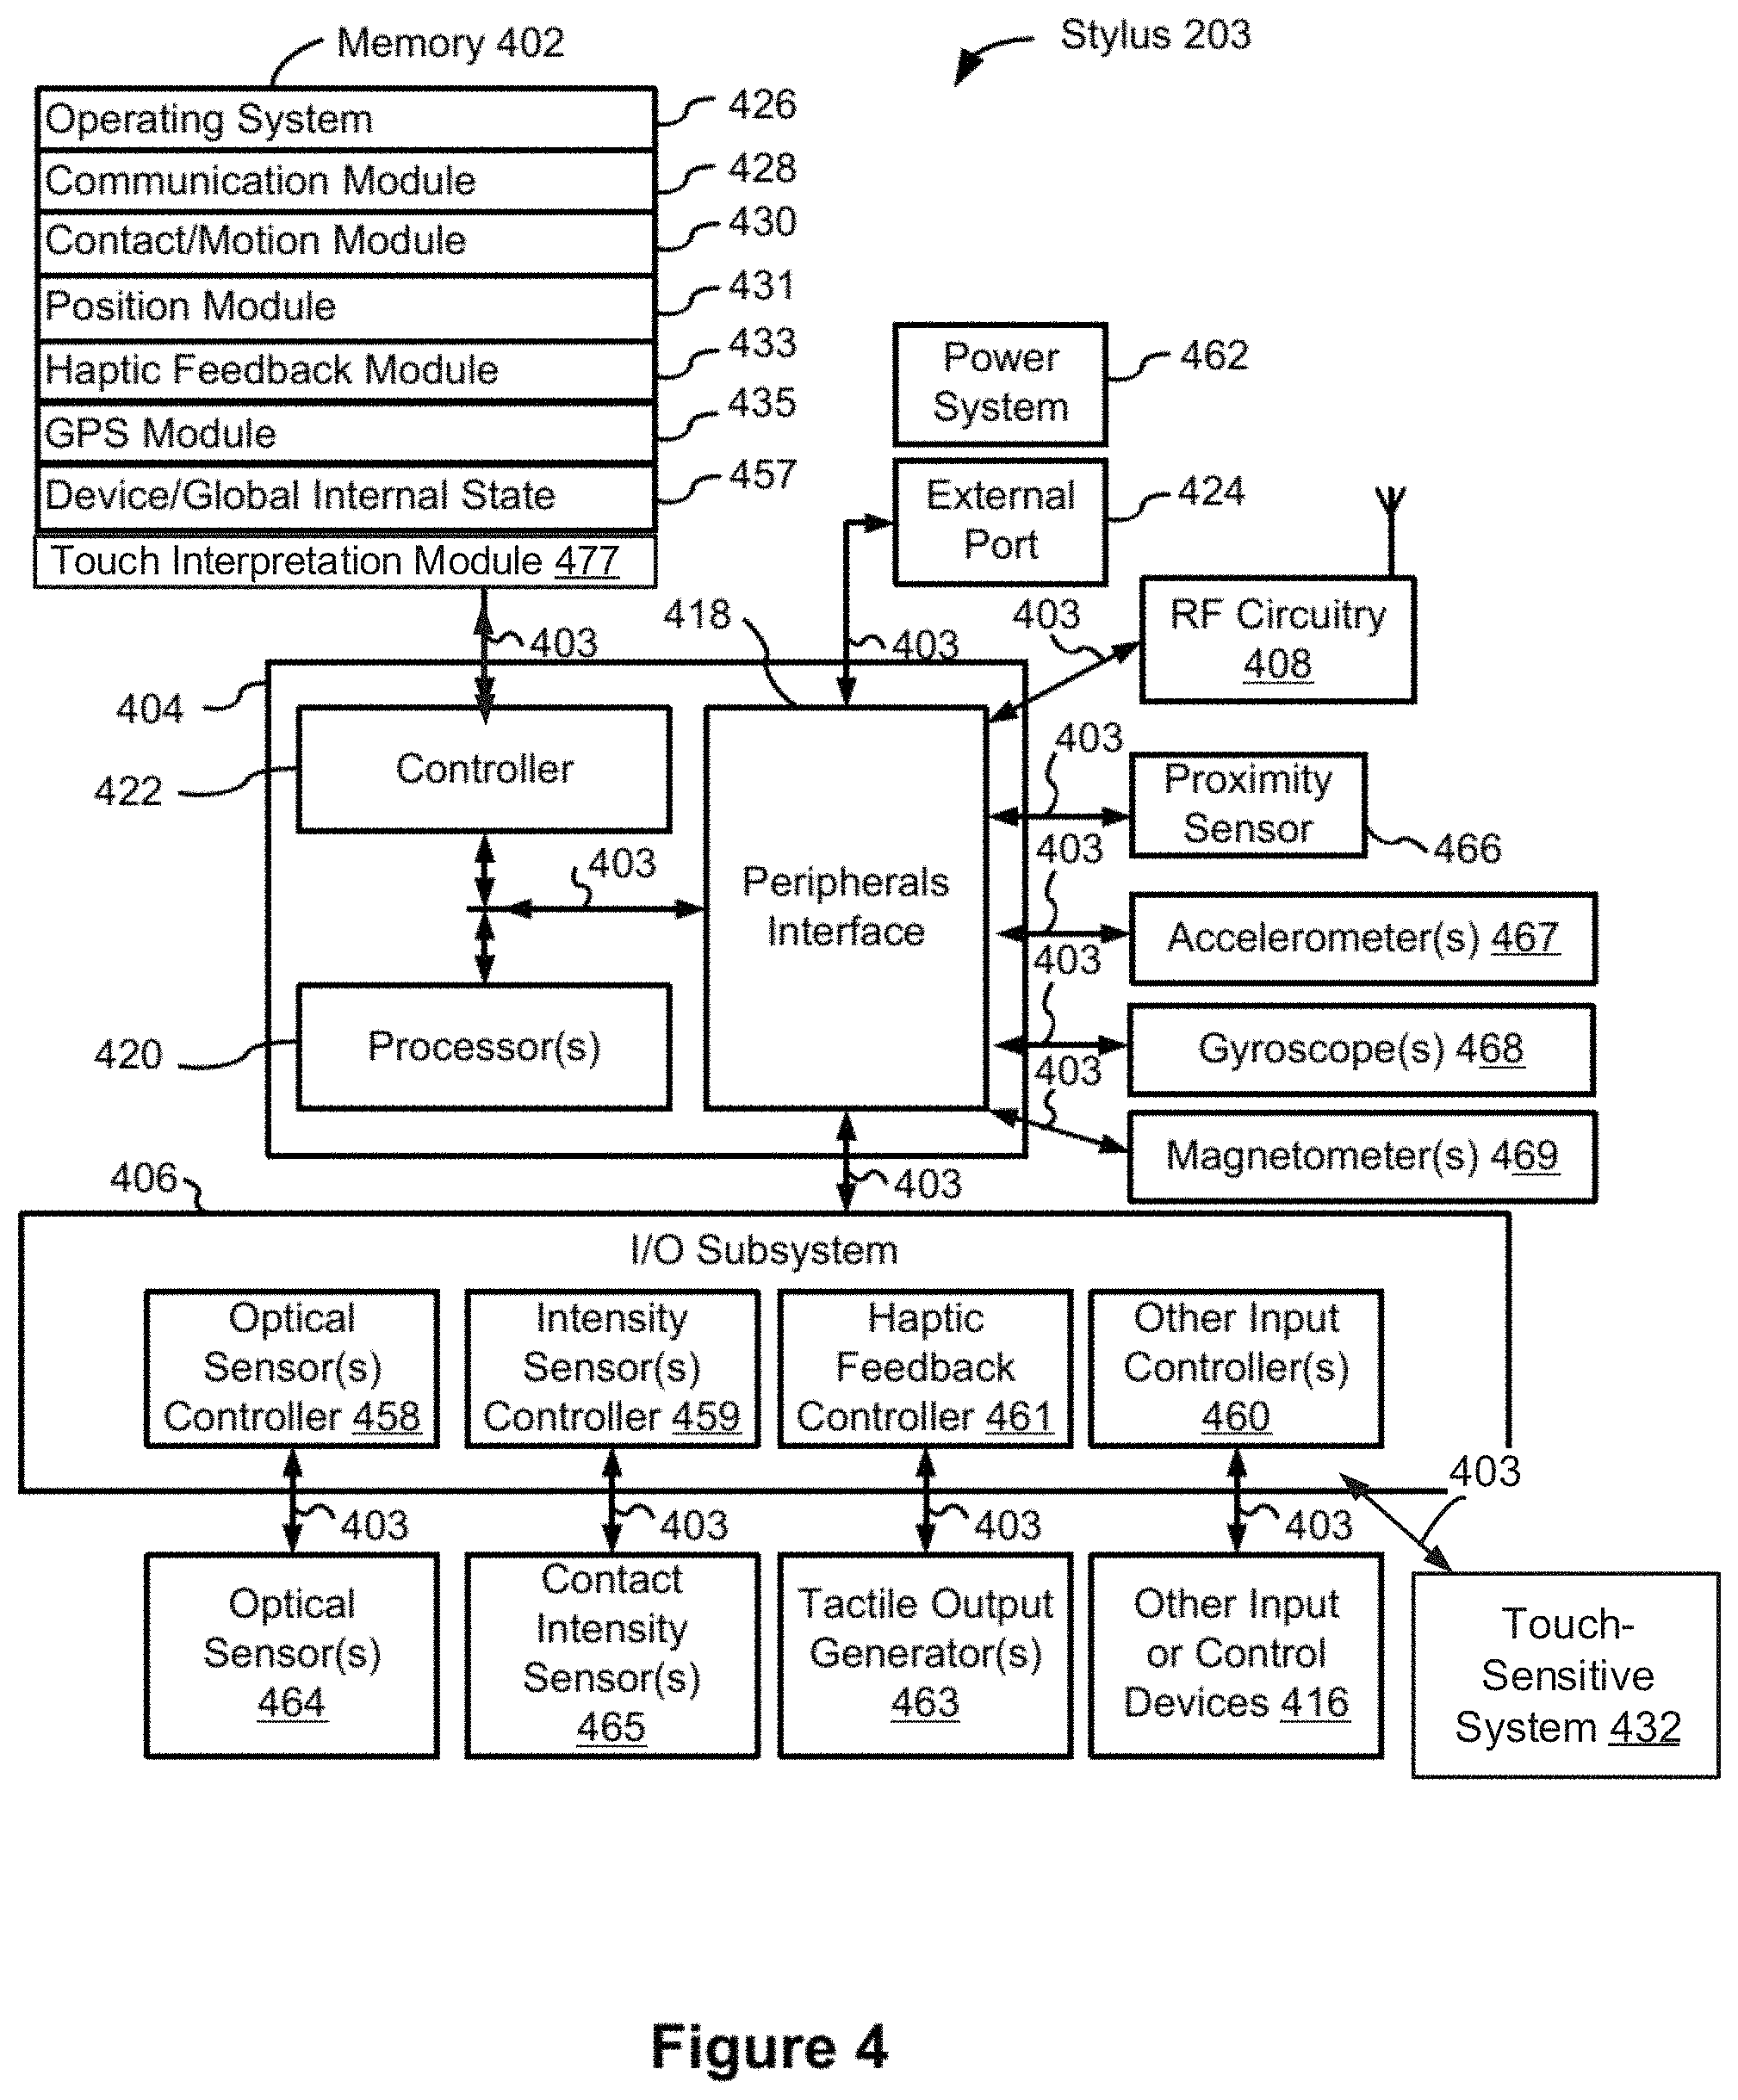 Memory 402
Stylus 203
Operating System
426
Communication Module
428
Contact/Motion Module
430
Position Module
431
Haptic Feedback Module
433
GPS Module
435
Device/Global Internal State
457
Touch Interpretation Module 477
Power
System
462
External
Port
424
403
418
403
403
RF Circuitry
408
404
Controller
422
403
Proximity
Sensor
466
403
Peripherals
Interface
403
Accelerometer(s) 467
403
Gyroscope(s) 468
Processor(s)
420
403
Magnetometer(s) 469
406
403
I/O Subsystem
Optical
Sensor(s)
Controller 458
Intensity
Sensor(s)
Controller 459
Haptic
Feedback
Controller 461
Other Input
Controller(s)
460
403
403
403
403
403
Optical
Sensor(s)
464
Contact
Intensity
Sensor(s)
465
Tactile Output
Generator(s)
463
Other Input
or Control
Devices 416
Touch-
Sensitive
System 432
Figure 4